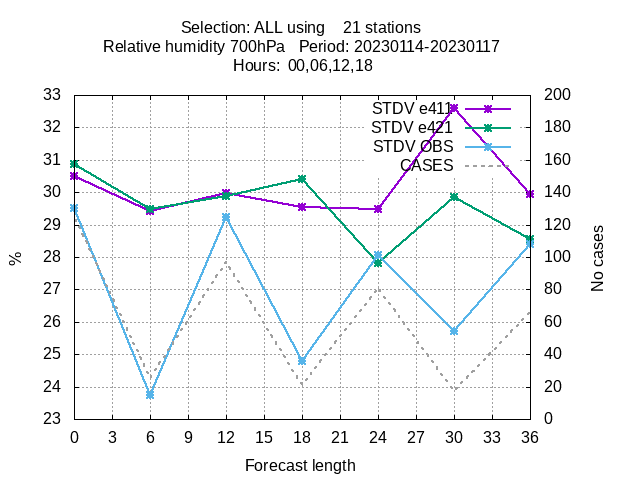 Selection: ALL using    21 stations
Relative humidity 700hPa   Period: 20230114-20230117
Hours:  00,06,12,18
33 200
STDV e411
32 180
STDV e421
STDV OBS
31 160
CASES
30 140
29 120
28 100
% No cases
27 80
26 60
25 40
24 20
23 0
0 3 6 9 12 15 18 21 24 27 30 33 36
Forecast length